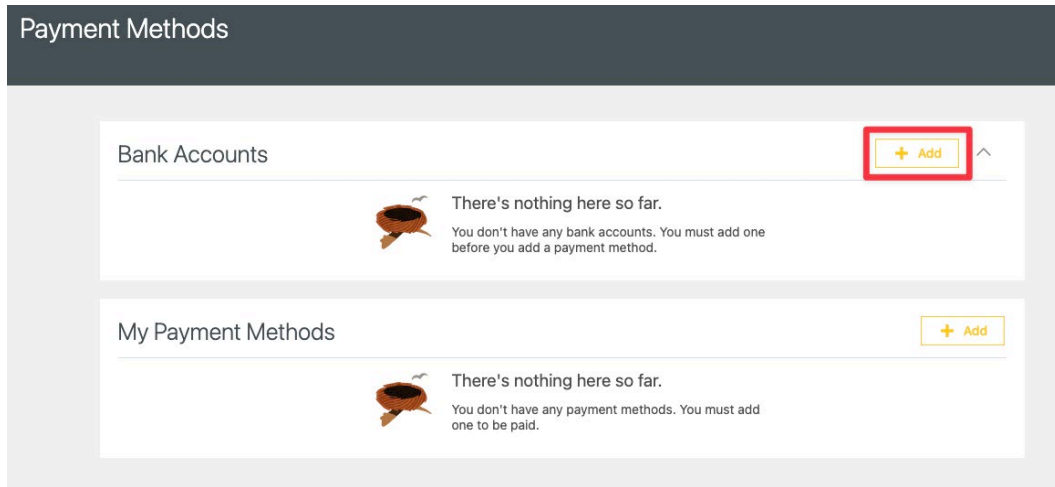 Payment Methods
Bank Accounts
+ Add
There's nothing here so far.
You don't have any bank accounts. You must add one
before you add a payment method.
My Payment Methods
+ Add
There's nothing here so far.
You don't have any payment methods. You must add
one to be paid.